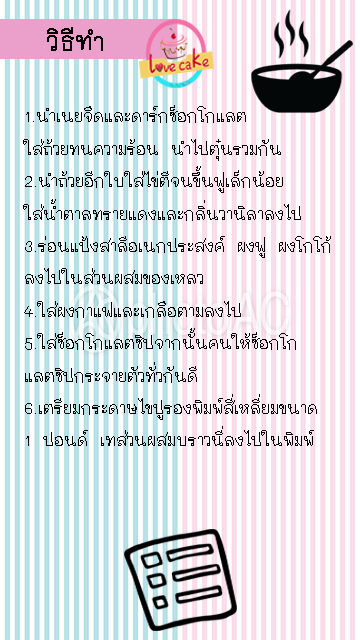 วิธีทำ
Love cake
1.นำเนยจืดและดาร์กช็อกโกแลต
ใส่ถ้วยทนความร้อน นำไปตุ๋นรวมกัน
2.นำถ้วยอีกใบใส่ไข่ตีจนขึ้นฟูเล็กน้อย
ใส่น้ำตาลทรายแดงและกลิ่นวานิลาลงไป
3.ร่อนแป้งสาลีอเนกประสงค์ ผงฟู ผงโกโก้
ลงไปในส่วนผสมของเหลว
4.ใส่ผงกาแฟและเกลือตามลงไป
5.ใส่ช็อกโกแลตชิปจากนั้นคนให้ช็อกโก
แลตชิปกระจายตัวทั่วกันดี
6.เตรียมกระดาษไขปูรองพิมพ์สี่เหลี่ยมขนาด
1 ปอนด์ เทส่วนผสมบราวนี่ลงไปในพิมพ์